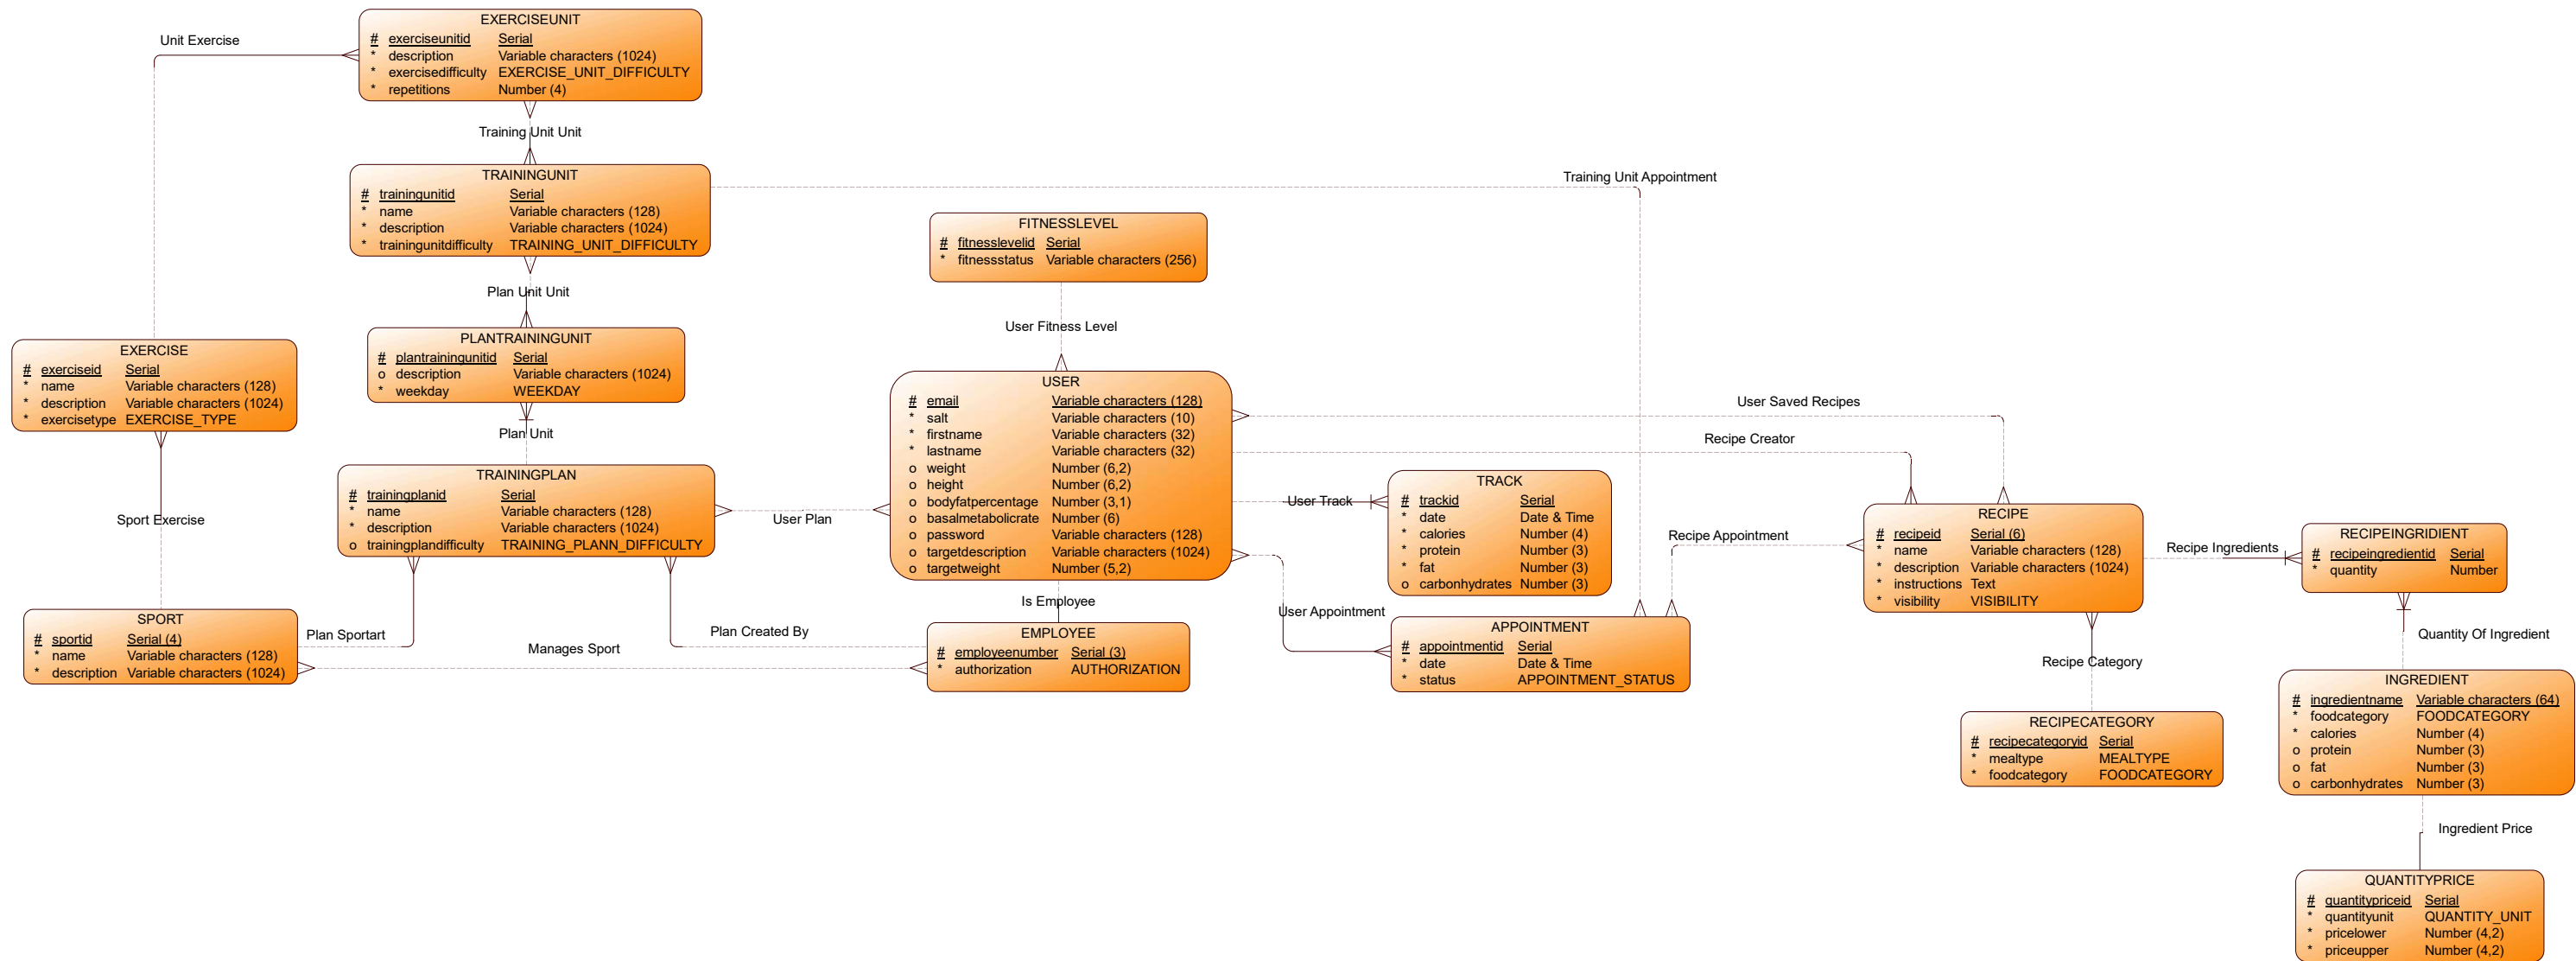 EXERCISEUNIT
# exerciseunitid Serial
* description Variable characters (1024)
* exercisedifficulty EXERCISE_UNIT_DIFFICULTY
* repetitions Number (4)
Unit Exercise
Training Unit Unit
TRAININGUNIT
# trainingunitid Serial
* name Variable characters (128)
* description Variable characters (1024)
* trainingunitdifficulty TRAINING_UNIT_DIFFICULTY
Training Unit Appointment
FITNESSLEVEL
# fitnesslevelid Serial
* fitnessstatus Variable characters (256)
Plan Unit Unit
User Fitness Level
PLANTRAININGUNIT
# plantrainingunitid Serial
o description Variable characters (1024)
* weekday WEEKDAY
EXERCISE
# exerciseid Serial
* name Variable characters (128)
* description Variable characters (1024)
* exercisetype EXERCISE_TYPE
Plan Unit
USER
# email Variable characters (128)
* salt Variable characters (10)
* firstname Variable characters (32)
* lastname Variable characters (32)
o weight Number (6,2)
o height Number (6,2)
o bodyfatpercentage Number (3,1)
o basalmetabolicrate Number (6)
o password Variable characters (128)
o targetdescription Variable characters (1024)
o targetweight Number (5,2)
User Saved Recipes
Recipe Creator
TRAININGPLAN
# trainingplanid Serial
* name Variable characters (128)
* description Variable characters (1024)
o trainingplandifficulty TRAINING_PLANN_DIFFICULTY
Sport Exercise
User Plan
User Track
TRACK
# trackid Serial
* date Date & Time
* calories Number (4)
* protein Number (3)
* fat Number (3)
o carbonhydrates Number (3)
Recipe Appointment
RECIPE
# recipeid Serial (6)
* name Variable characters (128)
* description Variable characters (1024)
* instructions Text
* visibility VISIBILITY
Recipe Ingredients
RECIPEINGRIDIENT
# recipeingredientid Serial
* quantity Number
SPORT
# sportid Serial (4)
* name Variable characters (128)
* description Variable characters (1024)
Plan Sportart
Manages Sport
Plan Created By
Is Employee
EMPLOYEE
# employeenumber Serial (3)
* authorization AUTHORIZATION
User Appointment
APPOINTMENT
# appointmentid Serial
* date Date & Time
* status APPOINTMENT_STATUS
Recipe Category
Quantity Of Ingredient
RECIPECATEGORY
# recipecategoryid Serial
* mealtype MEALTYPE
* foodcategory FOODCATEGORY
INGREDIENT
# ingredientname Variable characters (64)
* foodcategory FOODCATEGORY
* calories Number (4)
o protein Number (3)
o fat Number (3)
o carbonhydrates Number (3)
Ingredient Price
QUANTITYPRICE
# quantitypriceid Serial
* quantityunit QUANTITY_UNIT
* pricelower Number (4,2)
* priceupper Number (4,2)